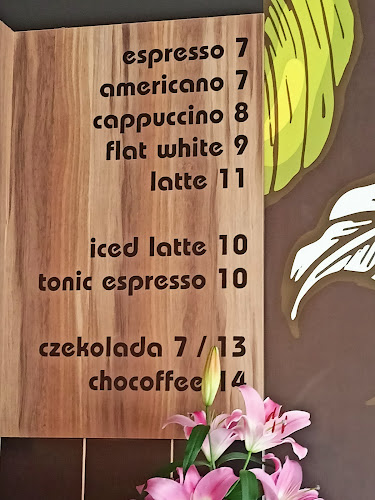 espresso 7
americano 7
cappuccino 8
flat white 9
latte 11
iced latte 10
tonic espresso 10
czekolada 7 / 13
chocoffee 14